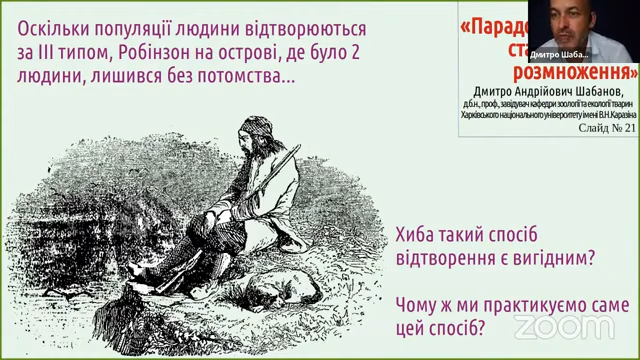 Оскільки популяції людини відтворюються
за III типом, Робінзон на острові, де було 2
людини, лишився без потомства...
«Парадо
ста
розмноження»
Дмитро Шаба...
Дмитро Андрійович Шабанов,
д.б.н., проф., завідувач кафедри зоології та екології тварин
Харківського національного університету імені В.Н.Каразіна
Слайд № 21
Хиба такий спосіб
відтворення є вигідним?
Чому ж ми практикуємо саме
цей спосіб?
zoom